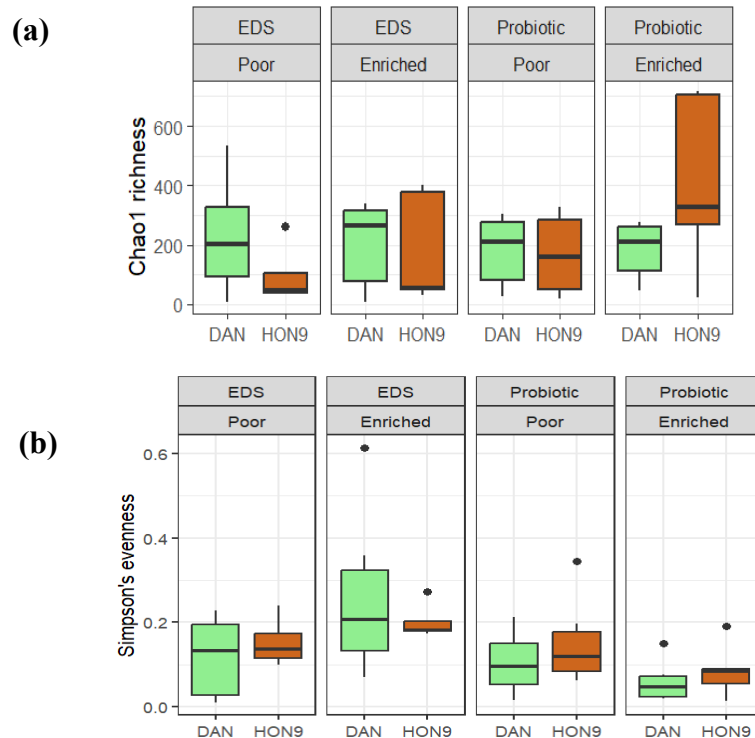 (a)
EDS EDS Probiotic Probiotic
Poor Enriched Poor Enriched
Chao1 richness
600
400
200
0
DAN HON9 DAN HON9 DAN HON9 DAN HON9
(b)
EDS EDS Probiotic Probiotic
Poor Enriched Poor Enriched
Simpson's evenness
0.6
0.4
0.2
0.0
DAN HON9 DAN HON9 DAN HON9 DAN HON9